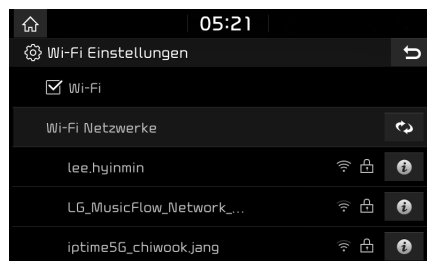 05:21
Wi-Fi Einstellungen
Wi-Fi
Wi-Fi Netzwerke
lee.hyinmin
LG_MusicFlow_Network_...
iptime5G_chiwook.jang